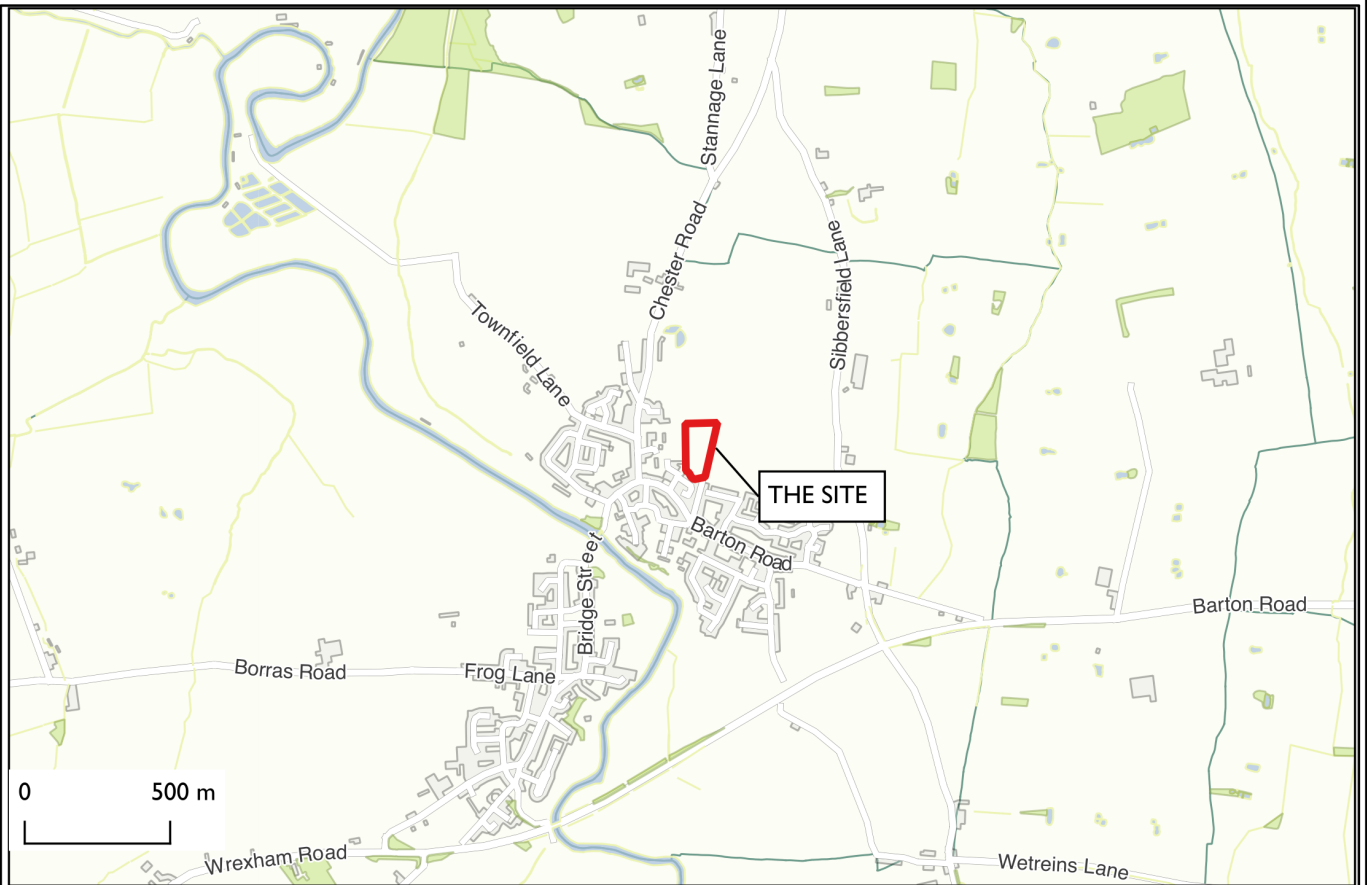 Stannage Lane
Chester Road
Sibbersfield Lane
Townfield Lane
THE SITE
Barton Road
Bridge Street
Barton Road
Borras Road
Frog Lane
0 500 m
Wrexham Road
Wetreins Lane